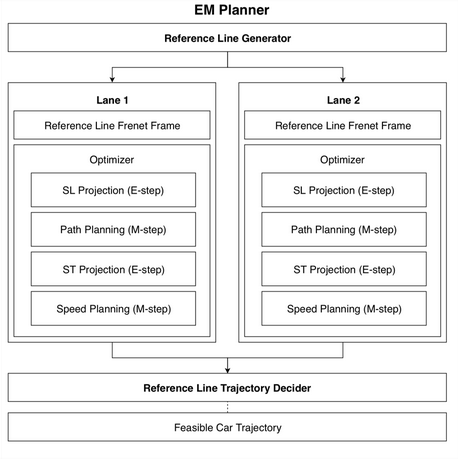 EM Planner
Reference Line Generator
Lane 1
Reference Line Frenet Frame
Optimizer
SL Projection (E-step)
Path Planning (M-step)
ST Projection (E-step)
Speed Planning (M-step)
Lane 2
Reference Line Frenet Frame
Optimizer
SL Projection (E-step)
Path Planning (M-step)
ST Projection (E-step)
Speed Planning (M-step)
Reference Line Trajectory Decider
Feasible Car Trajectory